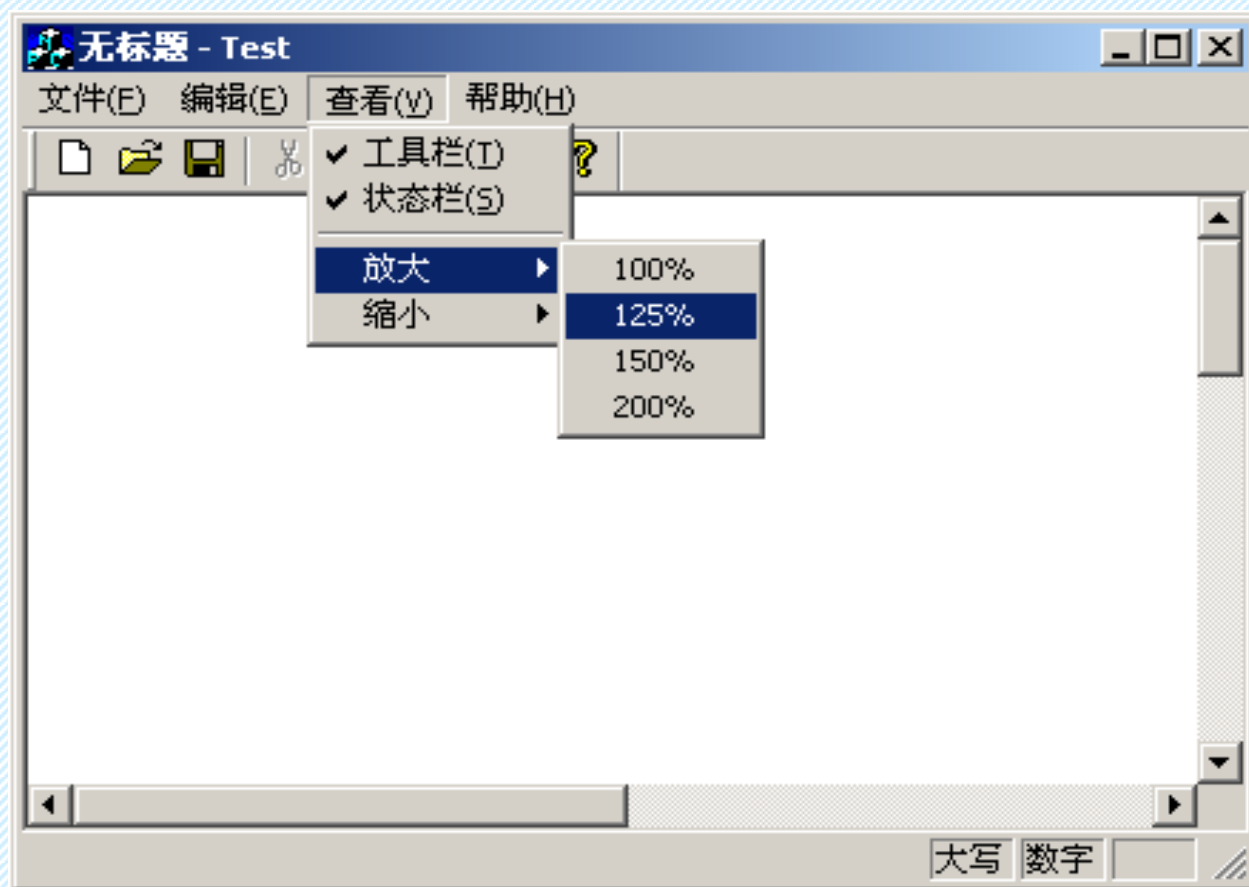 无标题 - Test
文件(F) 编辑(E) 查看(V) 帮助(H)
工具栏(T)
状态栏(S)
放大
缩小
100%
125%
150%
200%
大写 数字